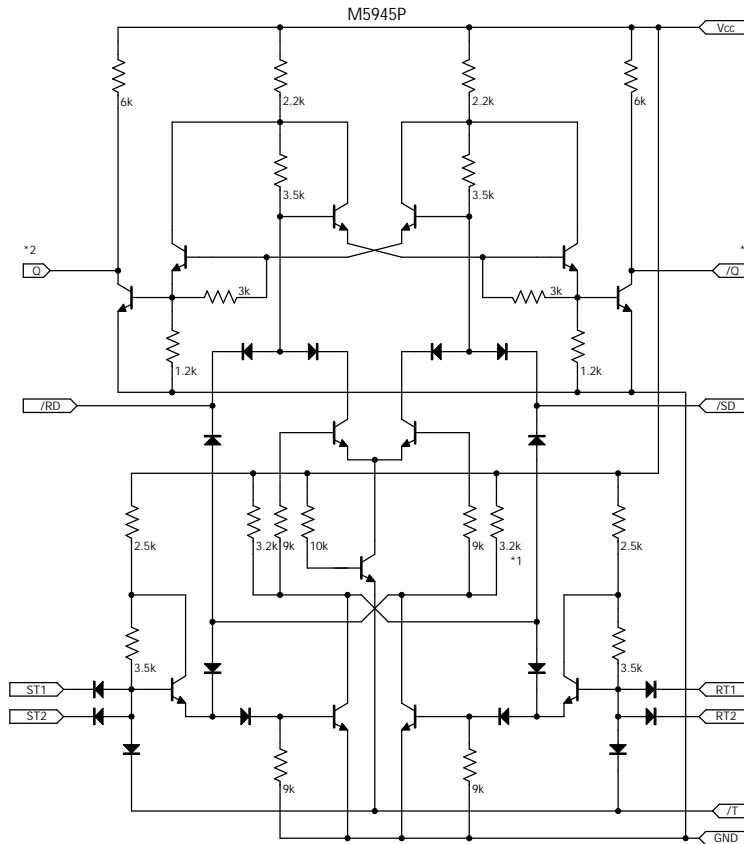 M5945P
Vcc
6k
2.2k
2.2k
6k
3.5k
3.5k
*2
*
Q
/Q
3k
3k
1.2k
1.2k
/RD
/SD
2.5k
3.2k
9k
10k
9k
3.2k
2.5k
*1
3.5k
3.5k
ST1
RT1
ST2
RT2
9k
9k
/T
GND